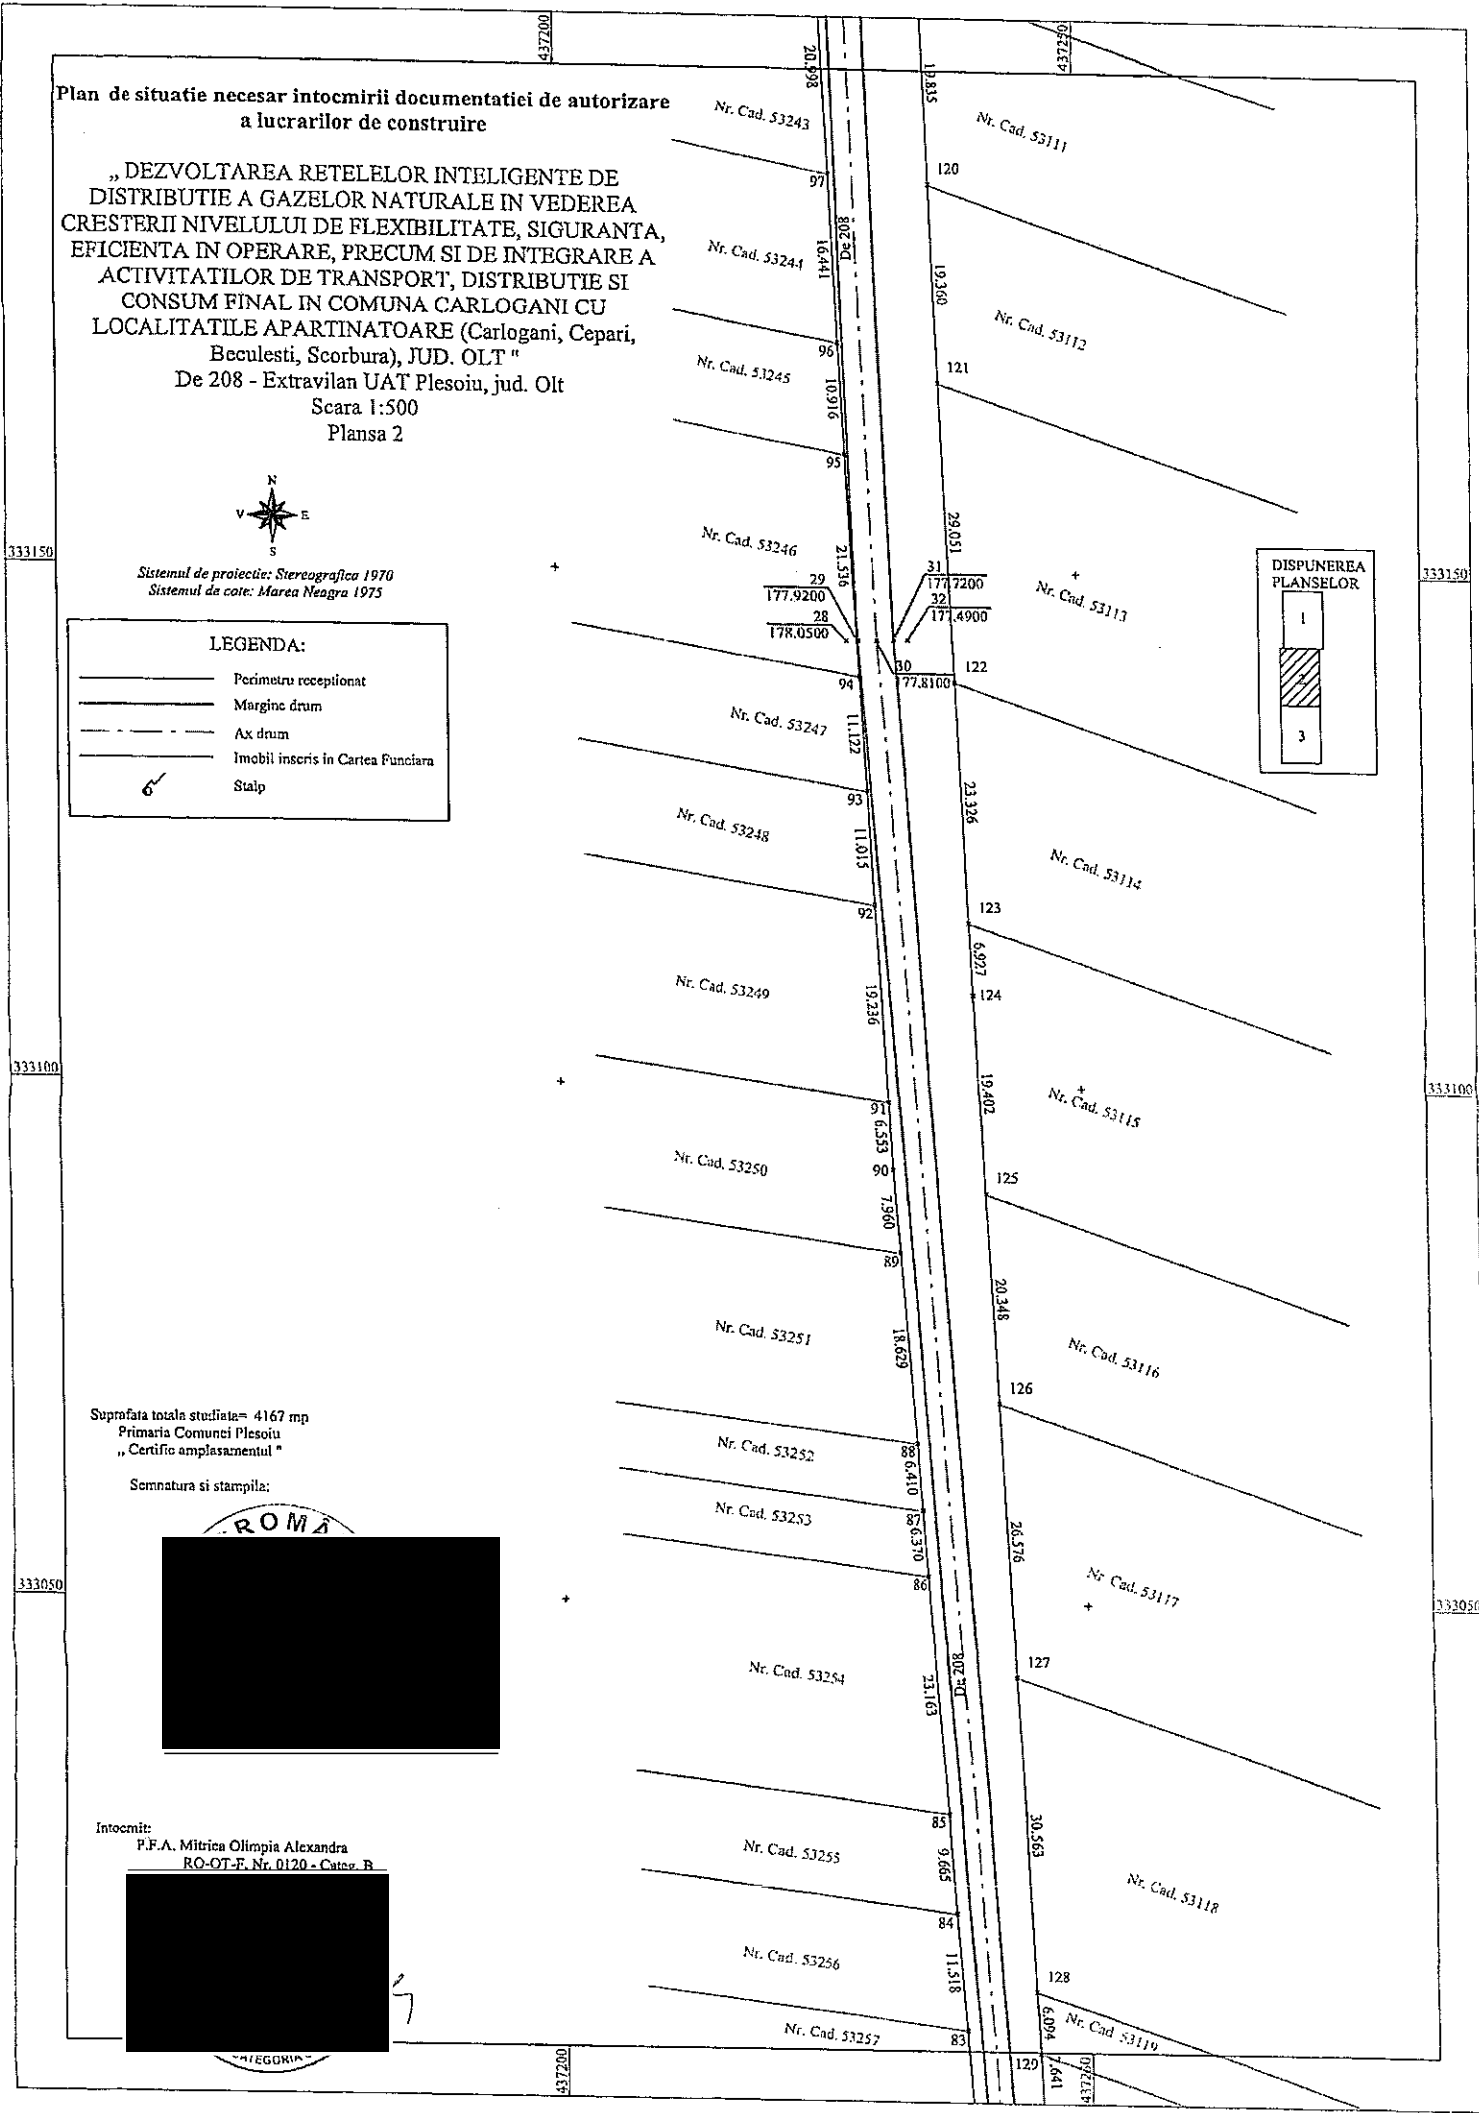 437200
437250
Plan de situatie necesar intocmirii documentatiei de autorizare
a lucrarilor de construire
„ DEZVOLTAREA RETELELOR INTELIGENTE DE
DISTRIBUTIE A GAZELOR NATURALE IN VEDEREA
CRESTERII NIVELULUI DE FLEXIBILITATE, SIGURANTA,
EFICIENTA IN OPERARE, PRECUM SI DE INTEGRARE A
ACTIVITATILOR DE TRANSPORT, DISTRIBUTIE SI
CONSUM FINAL IN COMUNA CARLOGANI CU
LOCALITATILE APARTINATOARE (Carlogani, Cepari,
Beculesti, Scorbura), JUD. OLT "
De 208 - Extravilan UAT Plesoiu, jud. Olt
Scara 1:500
Plansa 2
N
V
E
S
Sistemul de proiectie: Stereografica 1970
Sistemul de cote: Marea Neagra 1975
LEGENDA:
Perimetru receptionat
Margine drum
Ax drum
Imobil inscris in Cartea Funciara
Stalp
333150
333100
333050
Suprafata totala studiata= 4167 mp
Primaria Comunei Plesoiu
„ Certific amplasamentul "
Semnatura si stampila:
ROMÂ
Intocmit:
P.F.A. Mitrica Olimpia Alexandra
RO-OT-F, Nr. 0120 - Categ. B
Nr. Cad. 53243
Nr. Cad. 53244
Nr. Cad. 53245
Nr. Cad. 53246
Nr. Cad. 53247
Nr. Cad. 53248
Nr. Cad. 53249
Nr. Cad. 53250
Nr. Cad. 53251
Nr. Cad. 53252
Nr. Cad. 53253
Nr. Cad. 53254
Nr. Cad. 53255
Nr. Cad. 53256
Nr. Cad. 53257
20.998
97
16.441
96
10.916
95
21.536
94
11.122
93
11.015
92
19.236
91
6.553
90
7.960
89
18.629
88
6.410
87
6.370
86
23.163
85
9.665
84
11.518
83
De 208
De 208
29
177.9200
28
178.0500
31
177.7200
32
177.4900
30
177.8100
19.835
120
19.360
121
29.051
122
23.326
123
6.927
124
19.402
125
20.348
126
26.576
127
30.563
128
6.094
129
7.641
Nr. Cad. 53111
Nr. Cad. 53112
Nr. Cad. 53113
Nr. Cad. 53114
Nr. Cad. 53115
Nr. Cad. 53116
Nr. Cad. 53117
Nr. Cad. 53118
Nr. Cad. 53119
DISPUNEREA
PLANSELOR
1
2
3
333150
333100
333050
437200